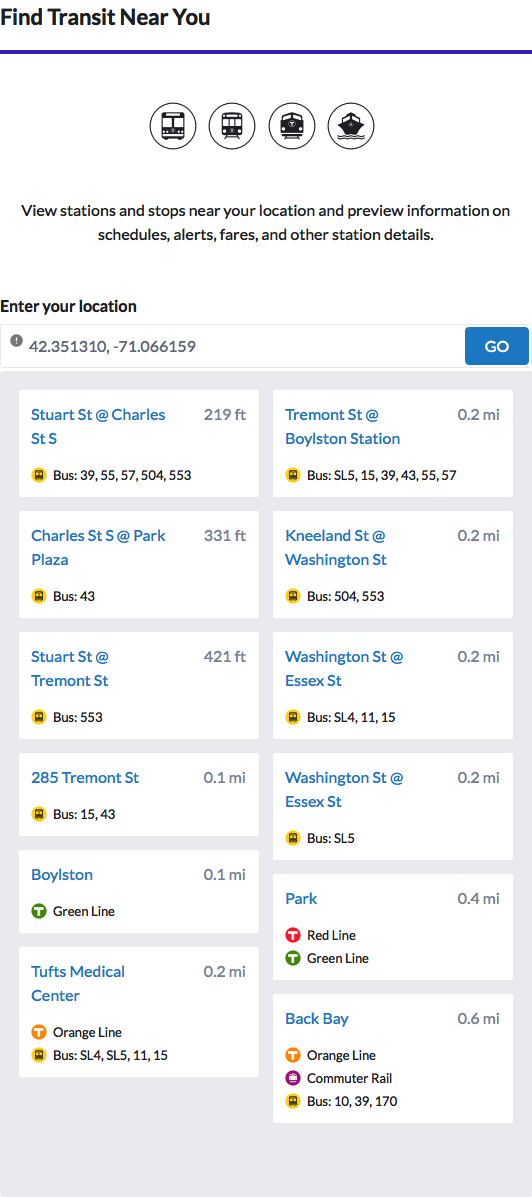 Find Transit Near You
View stations and stops near your location and preview information on
schedules, alerts, fares, and other station details.
Enter your location
42.351310, -71.066159
GO
Stuart St @ Charles
St S
219 ft
Bus: 39, 55, 57, 504, 553
Charles St S @ Park
Plaza
331 ft
Bus: 43
Stuart St @
Tremont St
421 ft
Bus: 553
285 Tremont St
0.1 mi
Bus: 15, 43
Boylston
0.1 mi
T Green Line
Tufts Medical
Center
0.2 mi
T Orange Line
Bus: SL4, SL5, 11, 15
Tremont St @
Boylston Station
0.2 mi
Bus: SL5, 15, 39, 43, 55, 57
Kneeland St @
Washington St
0.2 mi
Bus: 504, 553
Washington St @
Essex St
0.2 mi
Bus: SL4, 11, 15
Washington St @
Essex St
0.2 mi
Bus: SL5
Park
0.4 mi
T Red Line
T Green Line
Back Bay
0.6 mi
T Orange Line
Commuter Rail
Bus: 10, 39, 170